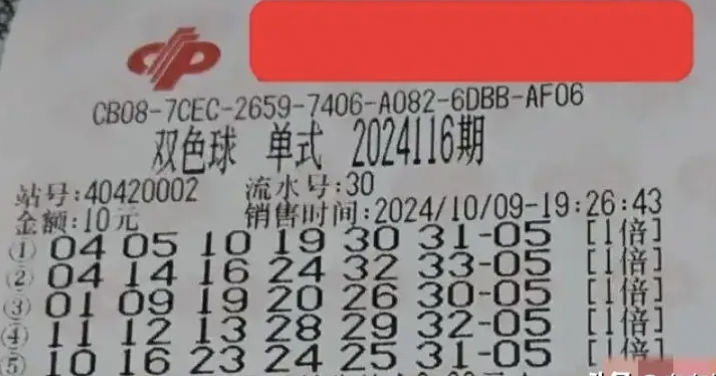 CB08-7CEC-2659-7406-A082-6DBB-AF06
双色球 单式 2024116期
站号:40420002 流水号:30
金额:10元 销售时间:2024/10/09-19:26:43
① 04 05 10 19 30 31-05 [1倍]
② 04 14 16 24 32 33-05 [1倍]
③ 01 09 19 20 26 30-05 [1倍]
④ 11 12 13 28 29 32-05 [1倍]
⑤ 10 16 23 24 25 31-05 [1倍]